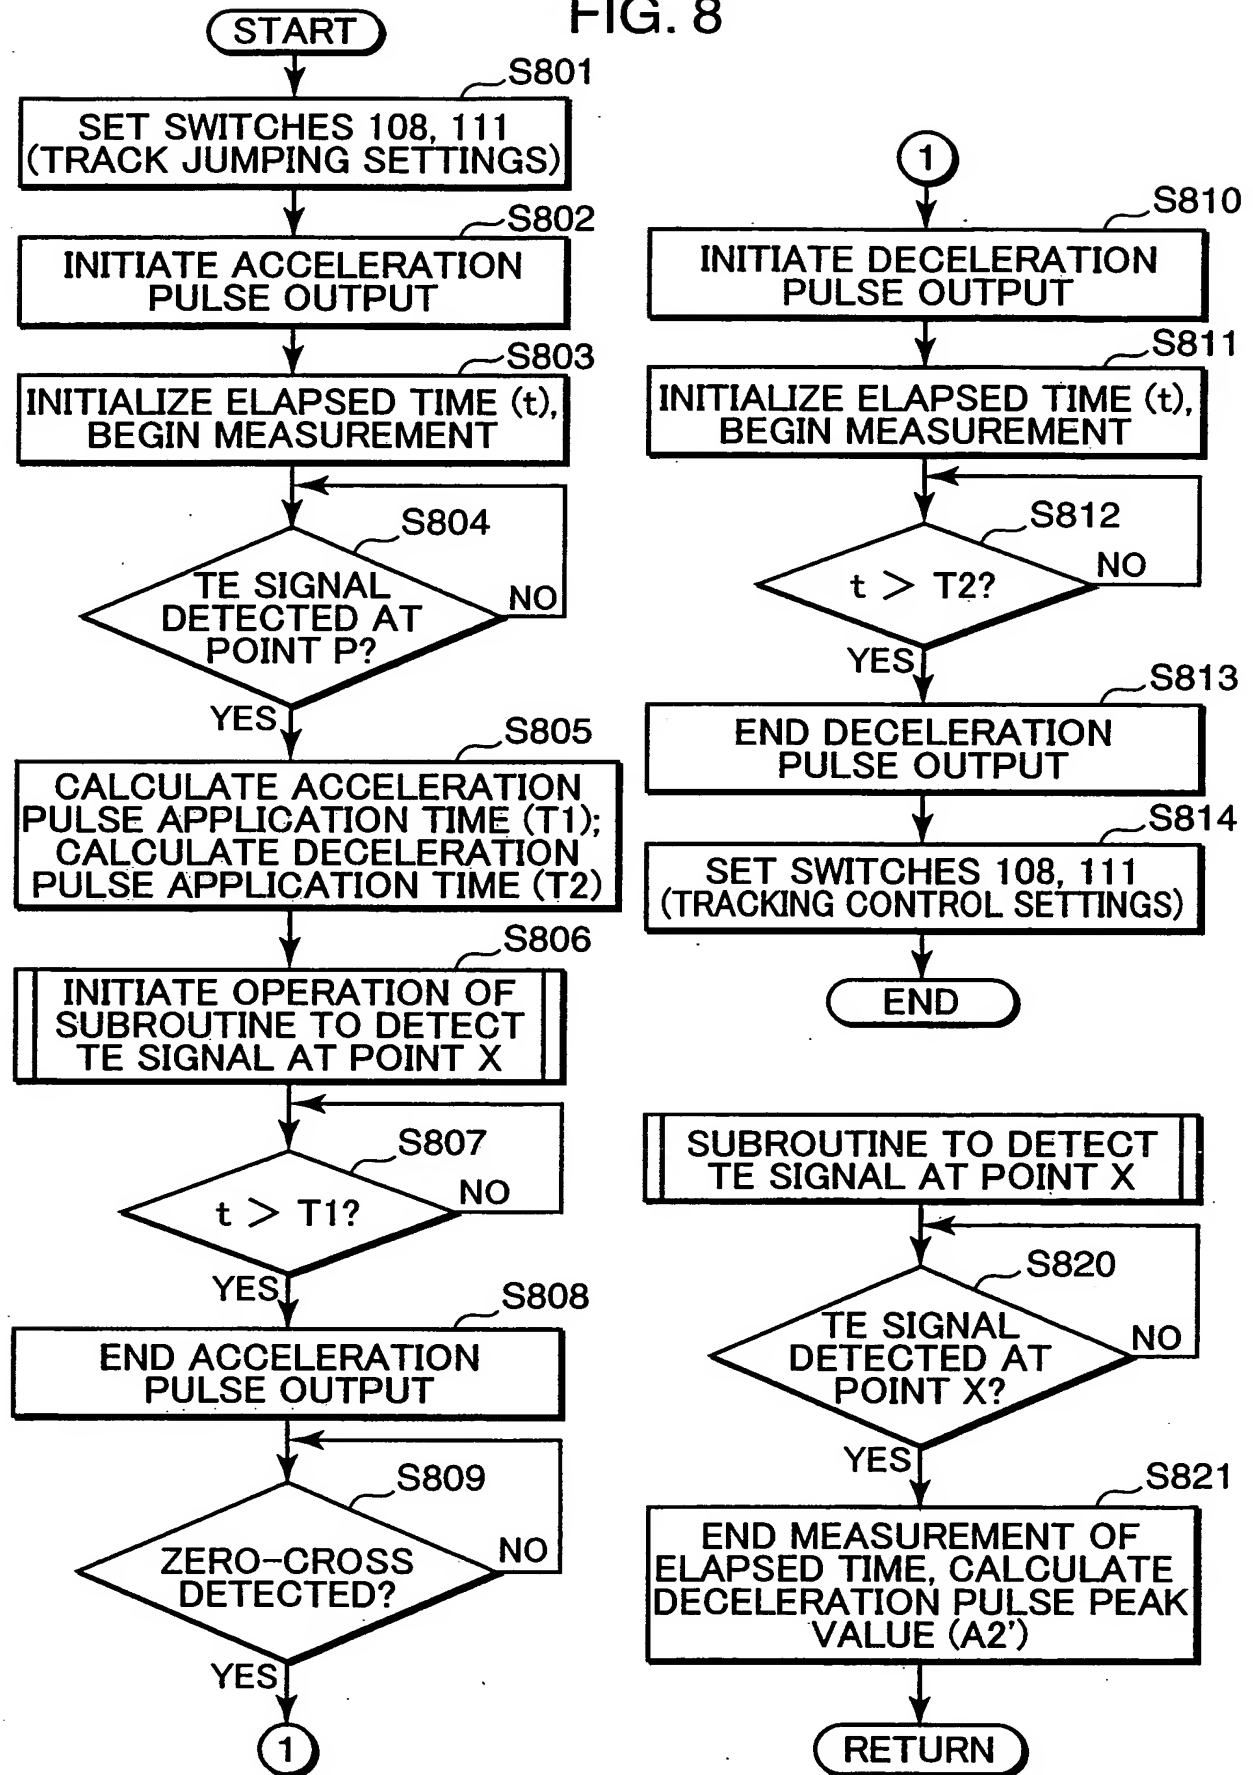 FIG. 8
START
S801
SET SWITCHES 108, 111
(TRACK JUMPING SETTINGS)
S802
INITIATE ACCELERATION
PULSE OUTPUT
S803
INITIALIZE ELAPSED TIME (t),
BEGIN MEASUREMENT
S804
TE SIGNAL
DETECTED AT
POINT P?
NO
YES
S805
CALCULATE ACCELERATION
PULSE APPLICATION TIME (T1);
CALCULATE DECELERATION
PULSE APPLICATION TIME (T2)
S806
INITIATE OPERATION OF
SUBROUTINE TO DETECT
TE SIGNAL AT POINT X
S807
t > T1?
NO
YES
S808
END ACCELERATION
PULSE OUTPUT
S809
ZERO-CROSS
DETECTED?
NO
YES
1
1
S810
INITIATE DECELERATION
PULSE OUTPUT
S811
INITIALIZE ELAPSED TIME (t),
BEGIN MEASUREMENT
S812
t > T2?
NO
YES
S813
END DECELERATION
PULSE OUTPUT
S814
SET SWITCHES 108, 111
(TRACKING CONTROL SETTINGS)
END
SUBROUTINE TO DETECT
TE SIGNAL AT POINT X
S820
TE SIGNAL
DETECTED AT
POINT X?
NO
YES
S821
END MEASUREMENT OF
ELAPSED TIME, CALCULATE
DECELERATION PULSE PEAK
VALUE (A2')
RETURN